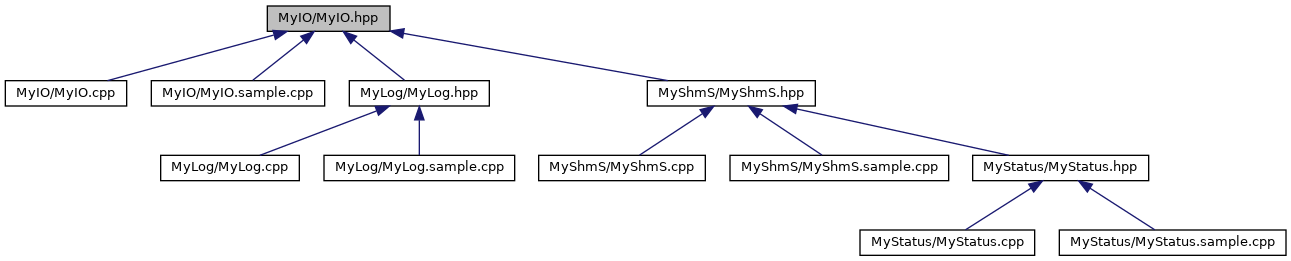 MyIO/MyIO.hpp
MyIO/MyIO.cpp
MyIO/MyIO.sample.cpp
MyLog/MyLog.hpp
MyShmS/MyShmS.hpp
MyLog/MyLog.cpp
MyLog/MyLog.sample.cpp
MyShmS/MyShmS.cpp
MyShmS/MyShmS.sample.cpp
MyStatus/MyStatus.hpp
MyStatus/MyStatus.cpp
MyStatus/MyStatus.sample.cpp